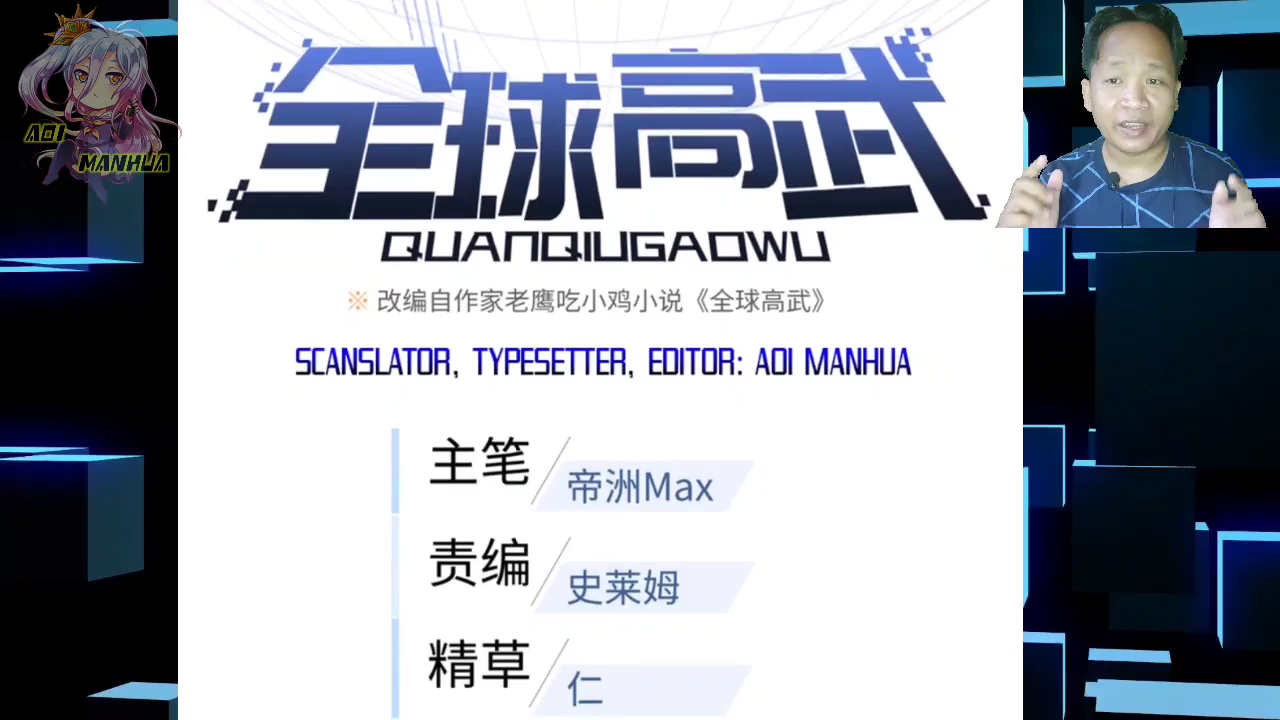 AOI
MANHUA
全球高武
QUANQIUGAOWU
※ 改编自作家老鹰吃小鸡小说《全球高武》
SCANSLATOR, TYPESETTER, EDITOR: AOI MANHUA
主笔
帝洲Max
责编
史莱姆
精草
仁